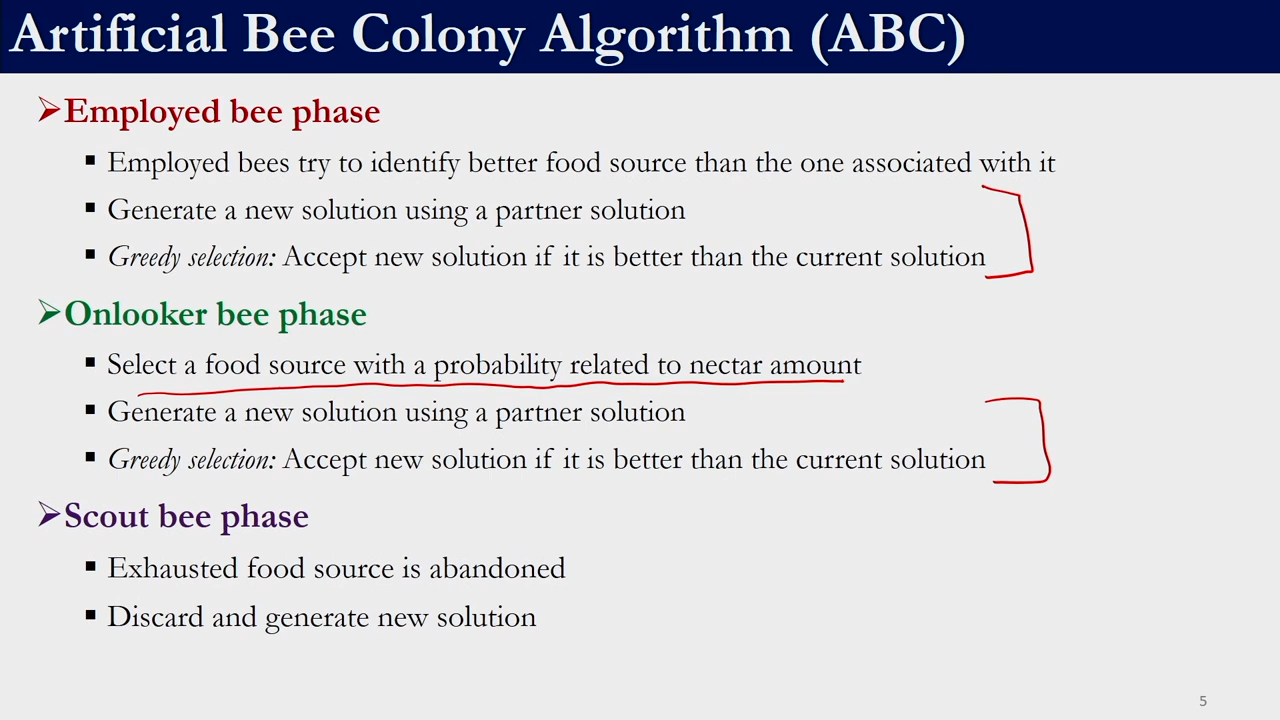 Artificial Bee Colony Algorithm (ABC)
➢Employed bee phase
▪ Employed bees try to identify better food source than the one associated with it
▪ Generate a new solution using a partner solution
▪ Greedy selection: Accept new solution if it is better than the current solution
➢Onlooker bee phase
▪ Select a food source with a probability related to nectar amount
▪ Generate a new solution using a partner solution
▪ Greedy selection: Accept new solution if it is better than the current solution
➢Scout bee phase
▪ Exhausted food source is abandoned
▪ Discard and generate new solution
5